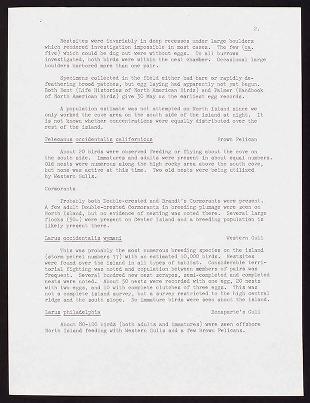 2.
Nestsites were invariably in deep recesses under large boulders
which rendered investigation impossible in most cases. The few (ca.
five) which could be dug out were without eggs. In all burrows
investigated, both birds were within the nest chamber. Occasional large
boulders harbored more than one pair.
Specimens collected in the field either had bare or rapidly de-
feathering brood patches, but egg laying had apparently not yet begun.
Both Bent (Life Histories of North American Birds) and Palmer (Handbook
of North American Birds) give 30 May as the earliest egg records.
A population estimate was not attempted on North Island since we
only worked the cove area on the south side of the island at night. It
is not known whether concentrations were equally distributed over the
rest of the island.
Pelecanus occidentalis californicus Brown Pelican
About 20 birds were observed feeding or flying about the cove on
the south side. Immatures and adults were present in about equal numbers.
Old nests were numerous along the high rocky area above the south cove,
but none was active at this time. Two old nests were being utilized
by Western Gulls.
Cormorants
Probably both Double-crested and Brandt's Cormorants were present.
A few adult Double-crested Cormorants in breeding plumage were seen on
North Island, but no evidence of nesting was noted there. Several large
flocks (50+) were present on Center Island and a breeding population is
likely present there.
Larus occidentalis wymani Western Gull
This was probably the most numerous breeding species on the island
(storm petrel numbers ??) with an estimated 10,000 birds. Nestsites
were found over the island in all types of habitat. Considerable terri-
torial fighting was noted and copulation between members of pairs was
frequent. Several hundred new nest scrapes, semi-completed and completed
nests were noted. About 50 nests were recorded with one egg, 20 nests
with two eggs, and 10 with complete clutches of three eggs. This was
not a complete island survey, but a survey restricted to the high central
ridge and the south slope. No immature birds were seen about the island.
Larus philadelphia Bonaparte's Gull
About 80-100 birds (both adults and immatures) were seen offshore
North Island feeding with Western Gulls and a few Brown Pelicans.